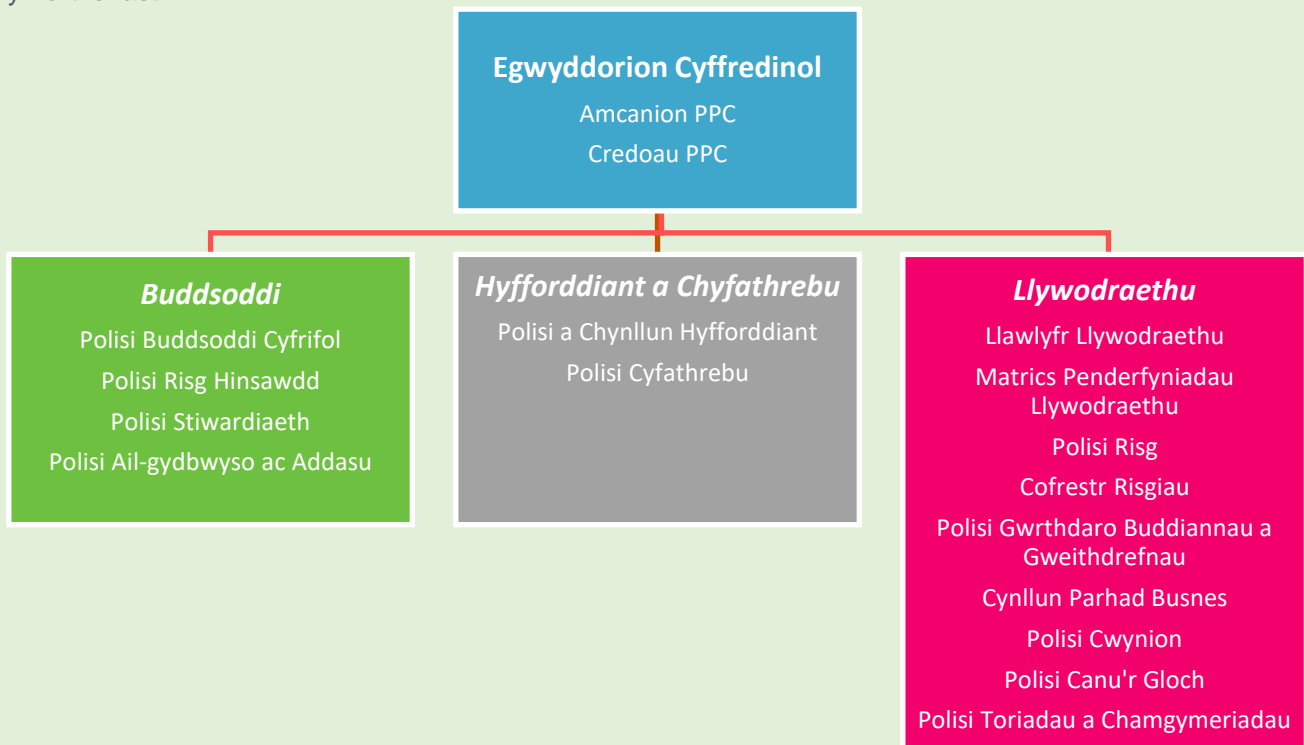 Egwyddorion Cyffredinol
Amcanion PPC
Credoau PPC
Buddsoddi
Polisi Buddsoddi Cyfrifol
Polisi Risg Hinsawdd
Polisi Stiwardiaeth
Polisi Ail-gydbwyso ac Addasu
Hyfforddiant a Chyfathrebu
Polisi a Chynllun Hyfforddiant
Polisi Cyfathrebu
Llywodraethu
Llawlyfr Llywodraethu
Matrics Penderfyniadau
Llywodraethu
Polisi Risg
Cofrestr Risgiau
Polisi Gwrthdaro Buddiannau a
Gweithdrefnau
Cynllun Parhad Busnes
Polisi Cwynion
Polisi Canu'r Gloch
Polisi Toriadau a Chamgymeriadau